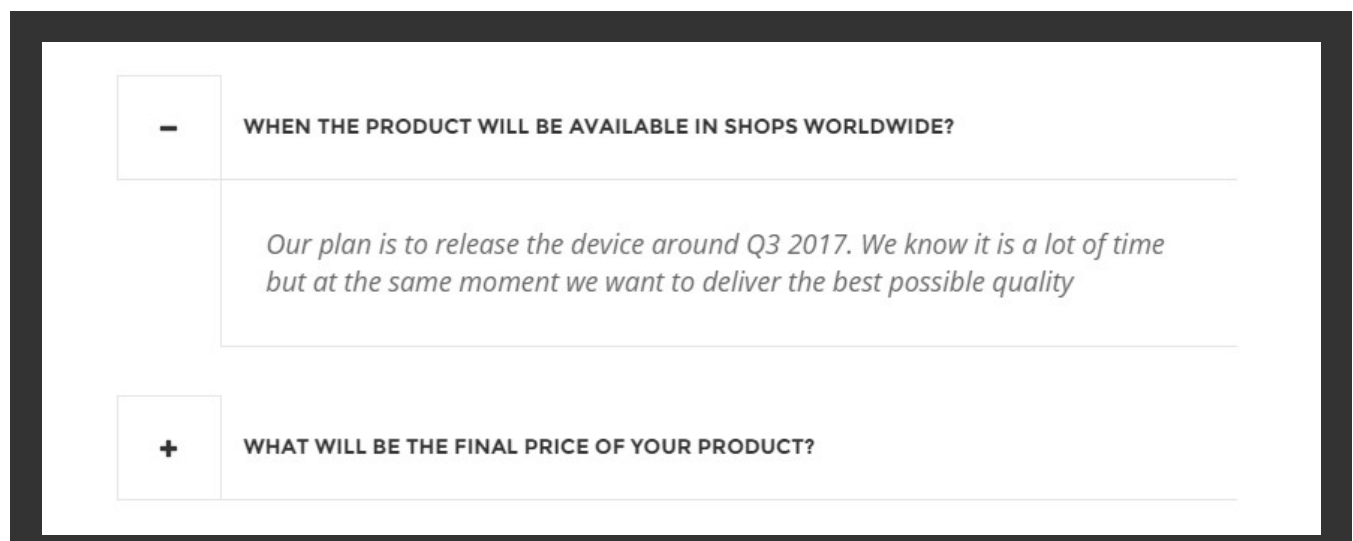 WHEN THE PRODUCT WILL BE AVAILABLE IN SHOPS WORLDWIDE?
Our plan is to release the device around Q3 2017. We know it is a lot of time
but at the same moment we want to deliver the best possible quality
WHAT WILL BE THE FINAL PRICE OF YOUR PRODUCT?